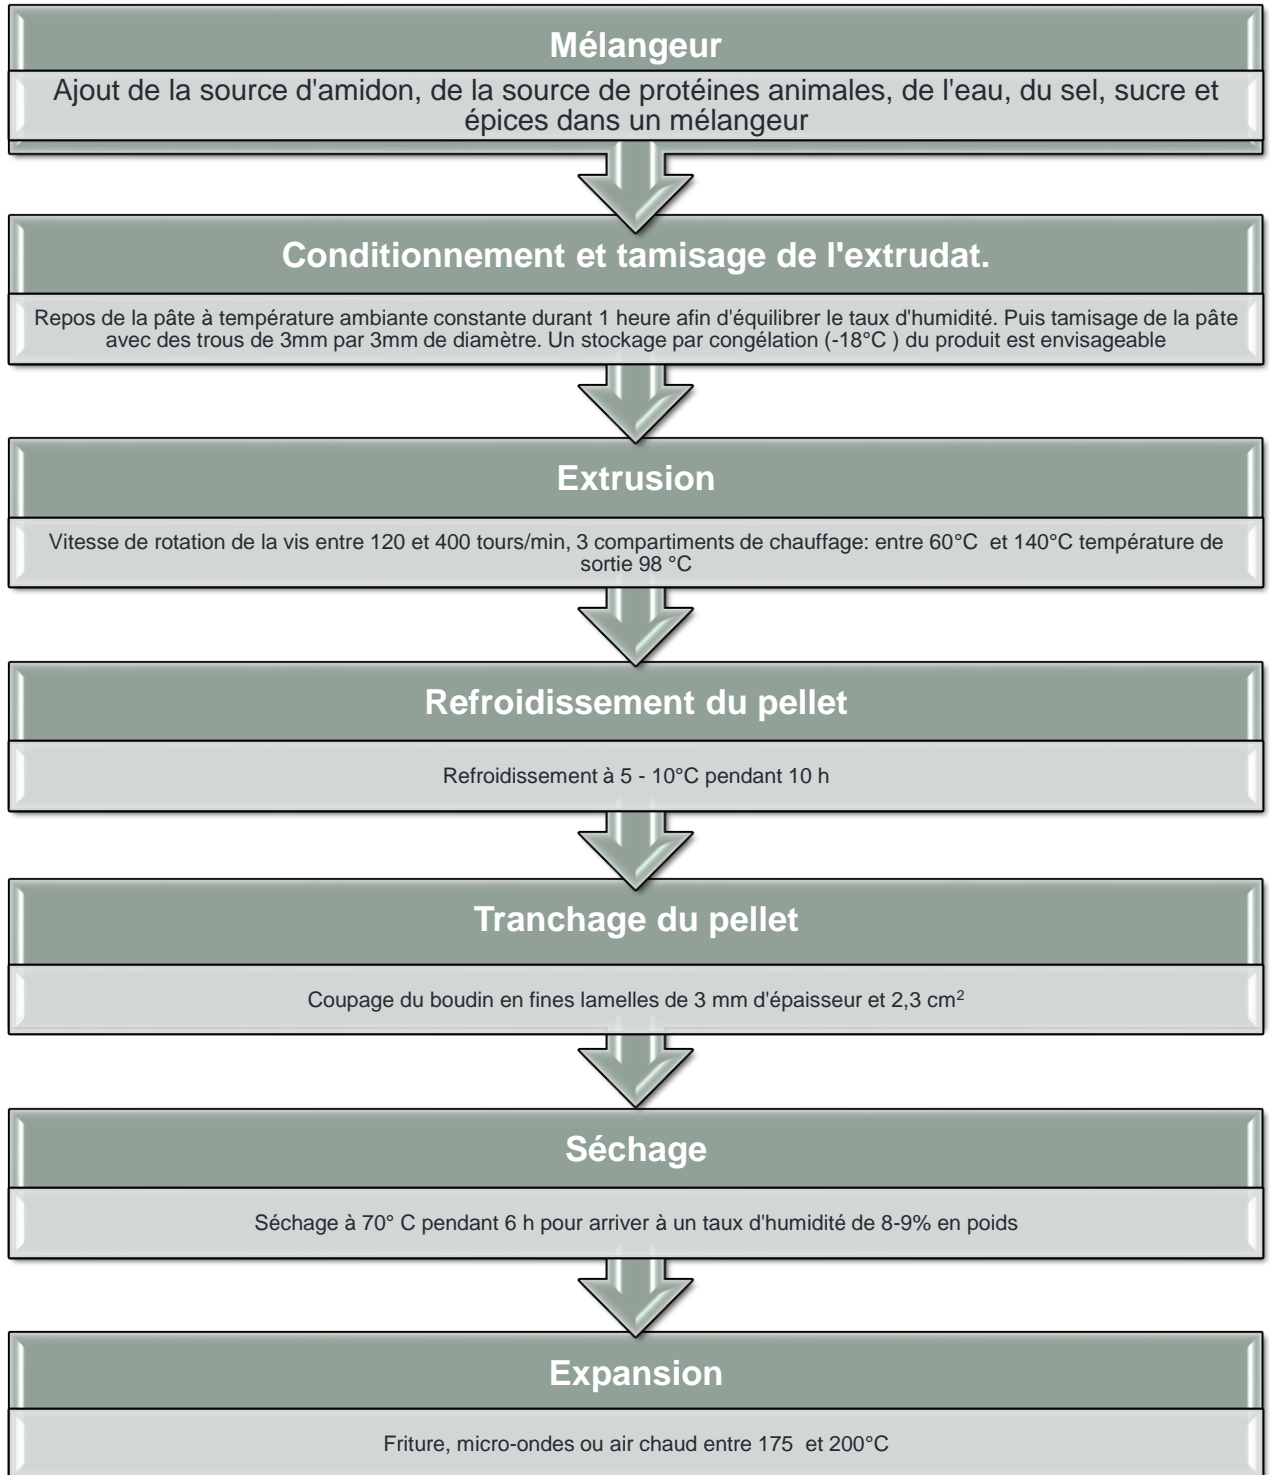 Mélangeur
Ajout de la source d'amidon, de la source de protéines animales, de l'eau, du sel, sucre et
épices dans un mélangeur
Conditionnement et tamisage de l'extrudat.
Repos de la pâte à température ambiante constante durant 1 heure afin d'équilibrer le taux d'humidité. Puis tamisage de la pâte
avec des trous de 3mm par 3mm de diamètre. Un stockage par congélation (-18°C ) du produit est envisageable
Extrusion
Vitesse de rotation de la vis entre 120 et 400 tours/min, 3 compartiments de chauffage: entre 60°C  et 140°C température de
sortie 98 °C
Refroidissement du pellet
Refroidissement à 5 - 10°C pendant 10 h
Tranchage du pellet
Coupage du boudin en fines lamelles de 3 mm d'épaisseur et 2,3 cm²
Séchage
Séchage à 70° C pendant 6 h pour arriver à un taux d'humidité de 8-9% en poids
Expansion
Friture, micro-ondes ou air chaud entre 175  et 200°C